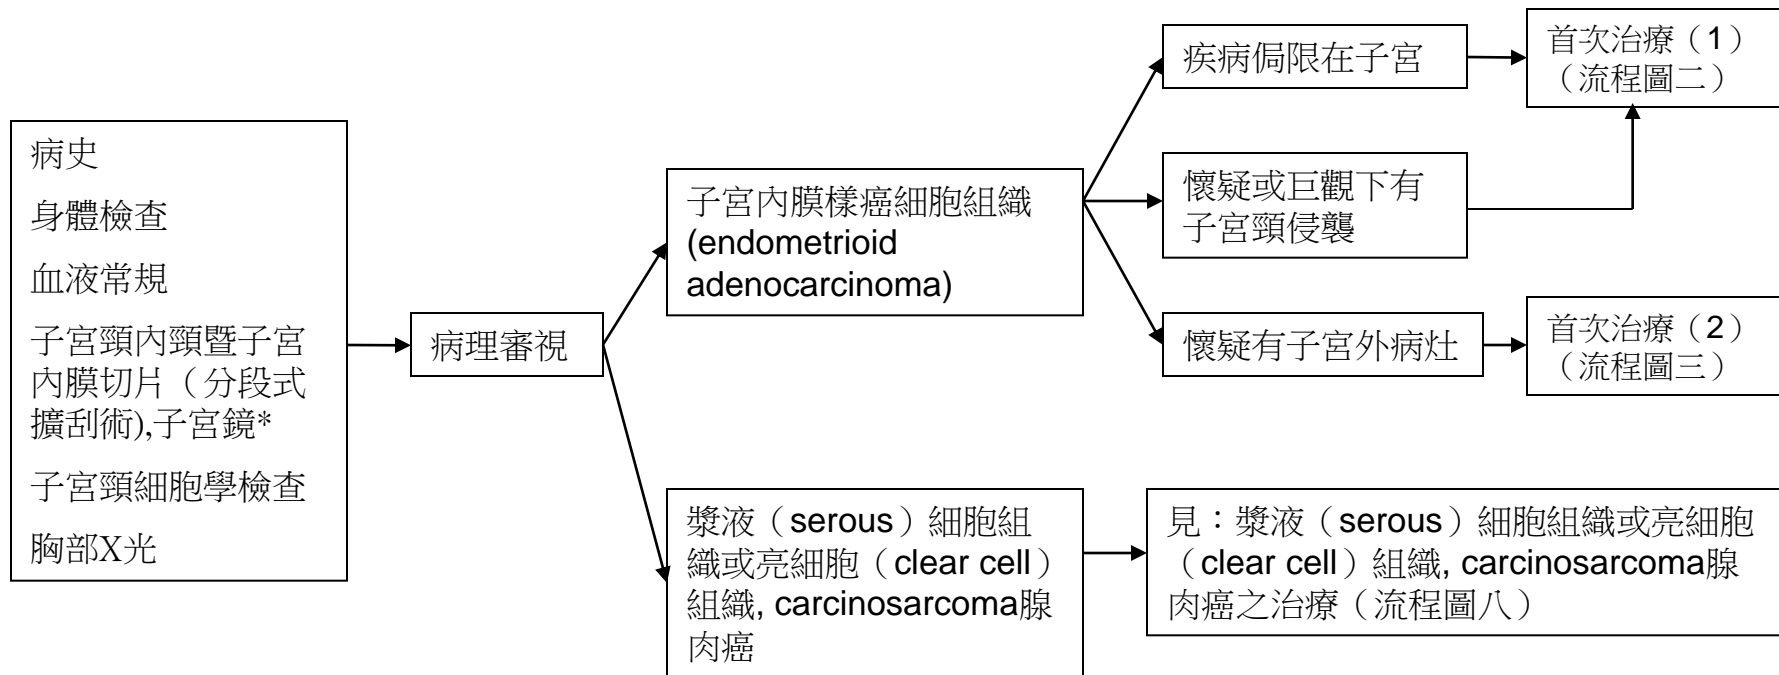 病史
身體檢查
血液常規
子宮頸內頸暨子宮
內膜切片（分段式
擴刮術),子宮鏡*
子宮頸細胞學檢查
胸部X光
病理審視
子宮內膜樣癌細胞組織
(endometrioid
adenocarcinoma)
漿液（serous）細胞組
織或亮細胞（clear cell）
組織, carcinosarcoma腺
肉癌
疾病侷限在子宮
懷疑或巨觀下有
子宮頸侵襲
懷疑有子宮外病灶
首次治療（1）
（流程圖二）
首次治療（2）
（流程圖三）
見：漿液（serous）細胞組織或亮細胞
（clear cell）組織, carcinosarcoma腺
肉癌之治療（流程圖八）